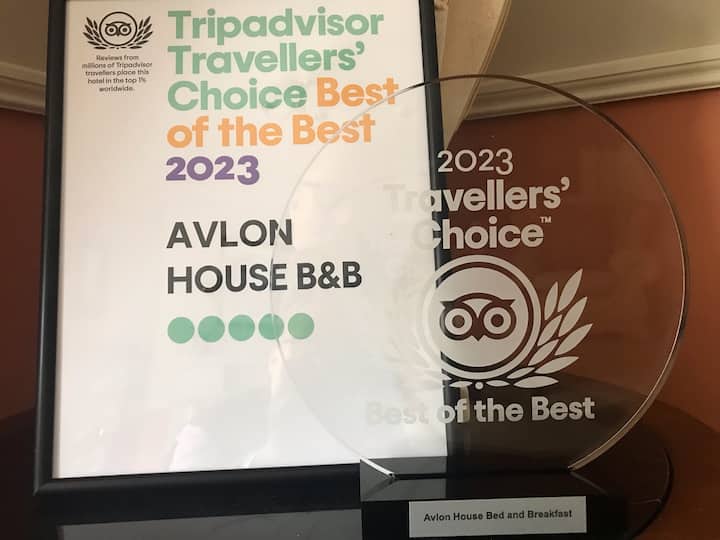 Reviews from
millions of Tripadvisor
travellers place this
hotel in the top 1%
worldwide.
Tripadvisor
Travellers'
Choice Best
of the Best
2023
AVLON
HOUSE B&B
2023
Travellers'
Choice™
Best of the Best
Avlon House Bed and Breakfast